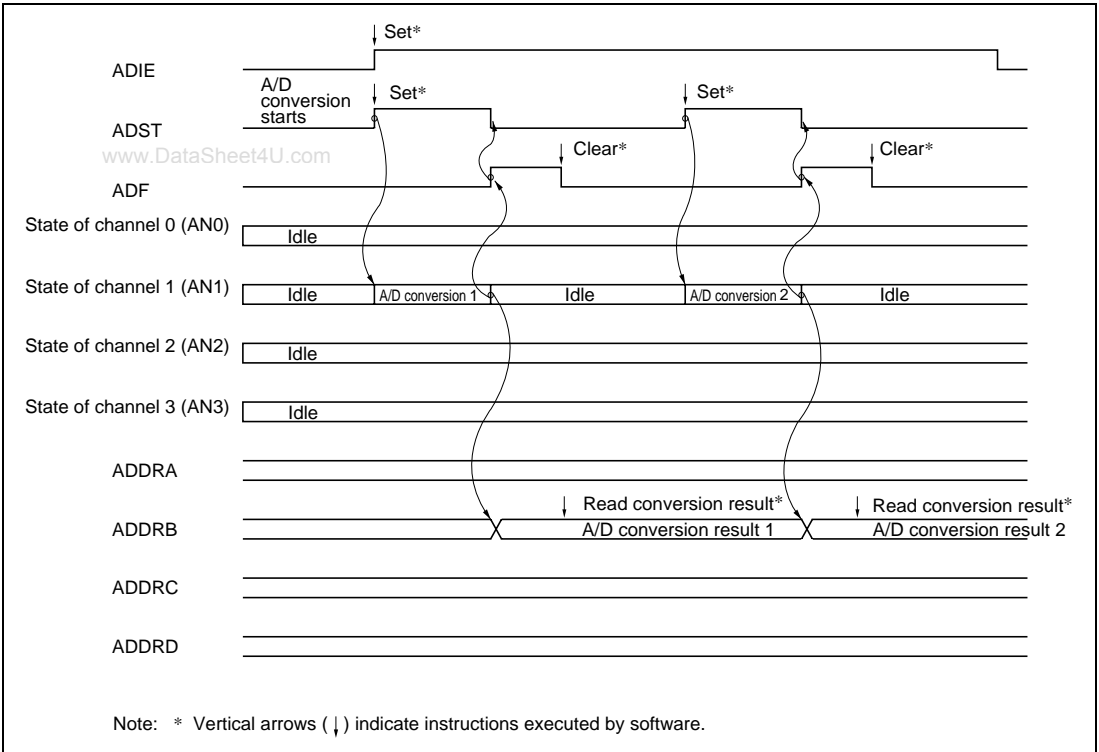 Set*
ADIE
A/D
conversion
starts
Set*
Set*
ADST
www.DataSheet4U.com
Clear*
Clear*
ADF
State of channel 0 (AN0)
Idle
State of channel 1 (AN1)
Idle
A/D conversion 1
Idle
A/D conversion 2
Idle
State of channel 2 (AN2)
Idle
State of channel 3 (AN3)
Idle
ADDRA
Read conversion result*
Read conversion result*
ADDRB
A/D conversion result 1
A/D conversion result 2
ADDRC
ADDRD
Note: * Vertical arrows (↓) indicate instructions executed by software.